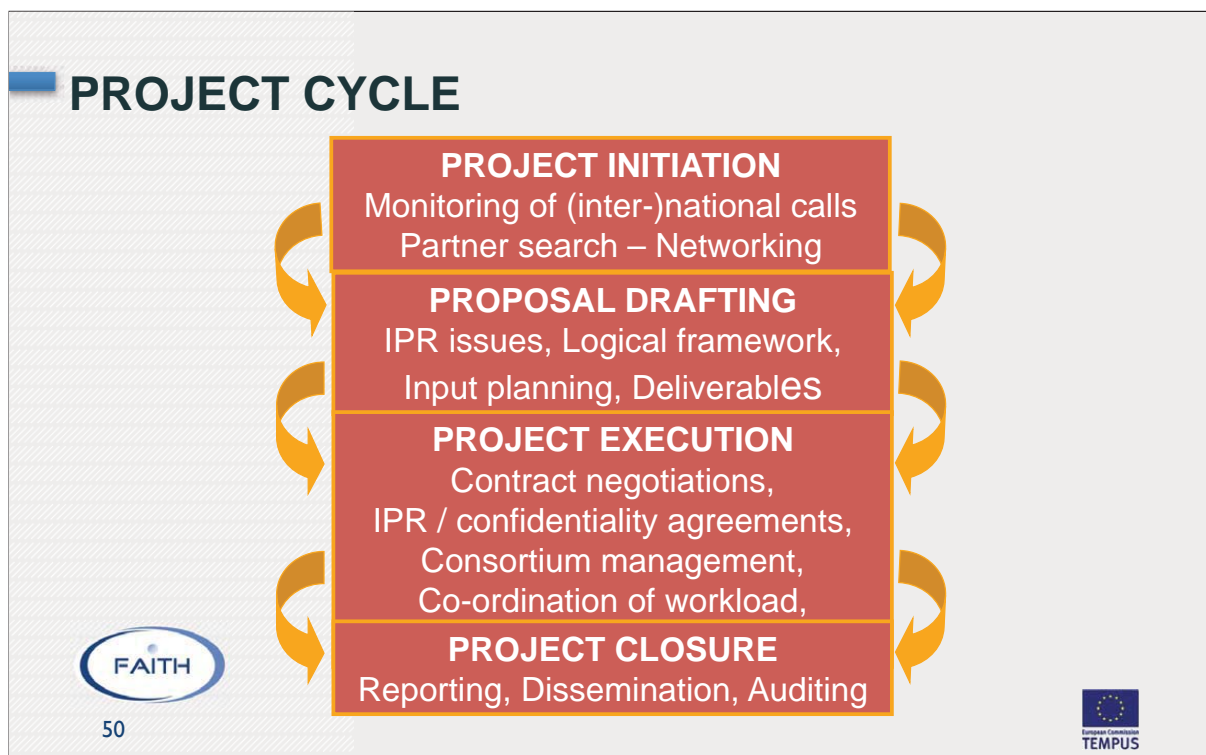 PROJECT CYCLE
PROJECT INITIATION
Monitoring of (inter-)national calls
Partner search – Networking
PROPOSAL DRAFTING
IPR issues, Logical framework,
Input planning, Deliverables
PROJECT EXECUTION
Contract negotiations,
IPR / confidentiality agreements,
Consortium management,
Co-ordination of workload,
PROJECT CLOSURE
Reporting, Dissemination, Auditing
FAITH
50
European Commission
TEMPUS